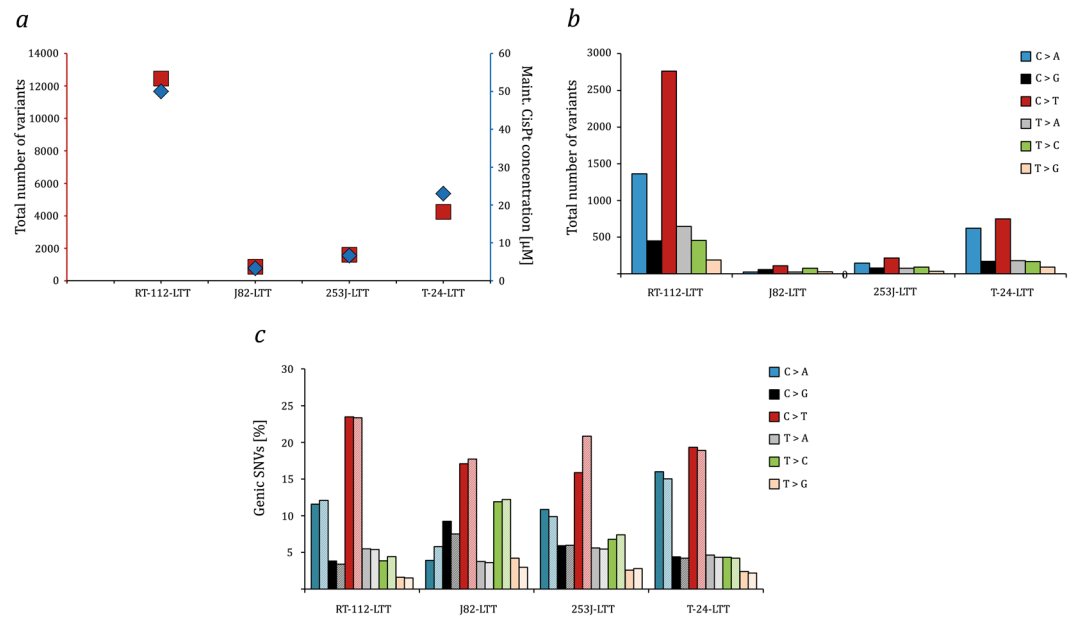 a
Total number of variants
14000
12000
10000
8000
6000
4000
2000
0
60
50
40
30
20
10
0
Maint. CisPt concentration [µM]
RT-112-LTT
J82-LTT
253J-LTT
T-24-LTT
b
Total number of variants
3000
2500
2000
1500
1000
500
0
RT-112-LTT
J82-LTT
253J-LTT
T-24-LTT
C > A
C > G
C > T
T > A
T > C
T > G
c
Genic SNVs [%]
30
25
20
15
10
5
RT-112-LTT
J82-LTT
253J-LTT
T-24-LTT
C > A
C > G
C > T
T > A
T > C
T > G